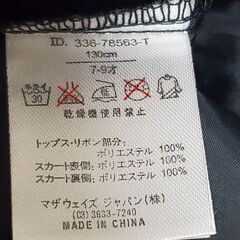 ID. 336-78563-T
130cm
7-9才
30
(機械使用禁止)
トップス・リボン部分:
ポリエステル 100%
スカート表側:ポリエステル 100%
スカート裏側:ポリエステル 100%
マザウェイズ ジャパン(株)
(03)3633-7240
MADE IN CHINA